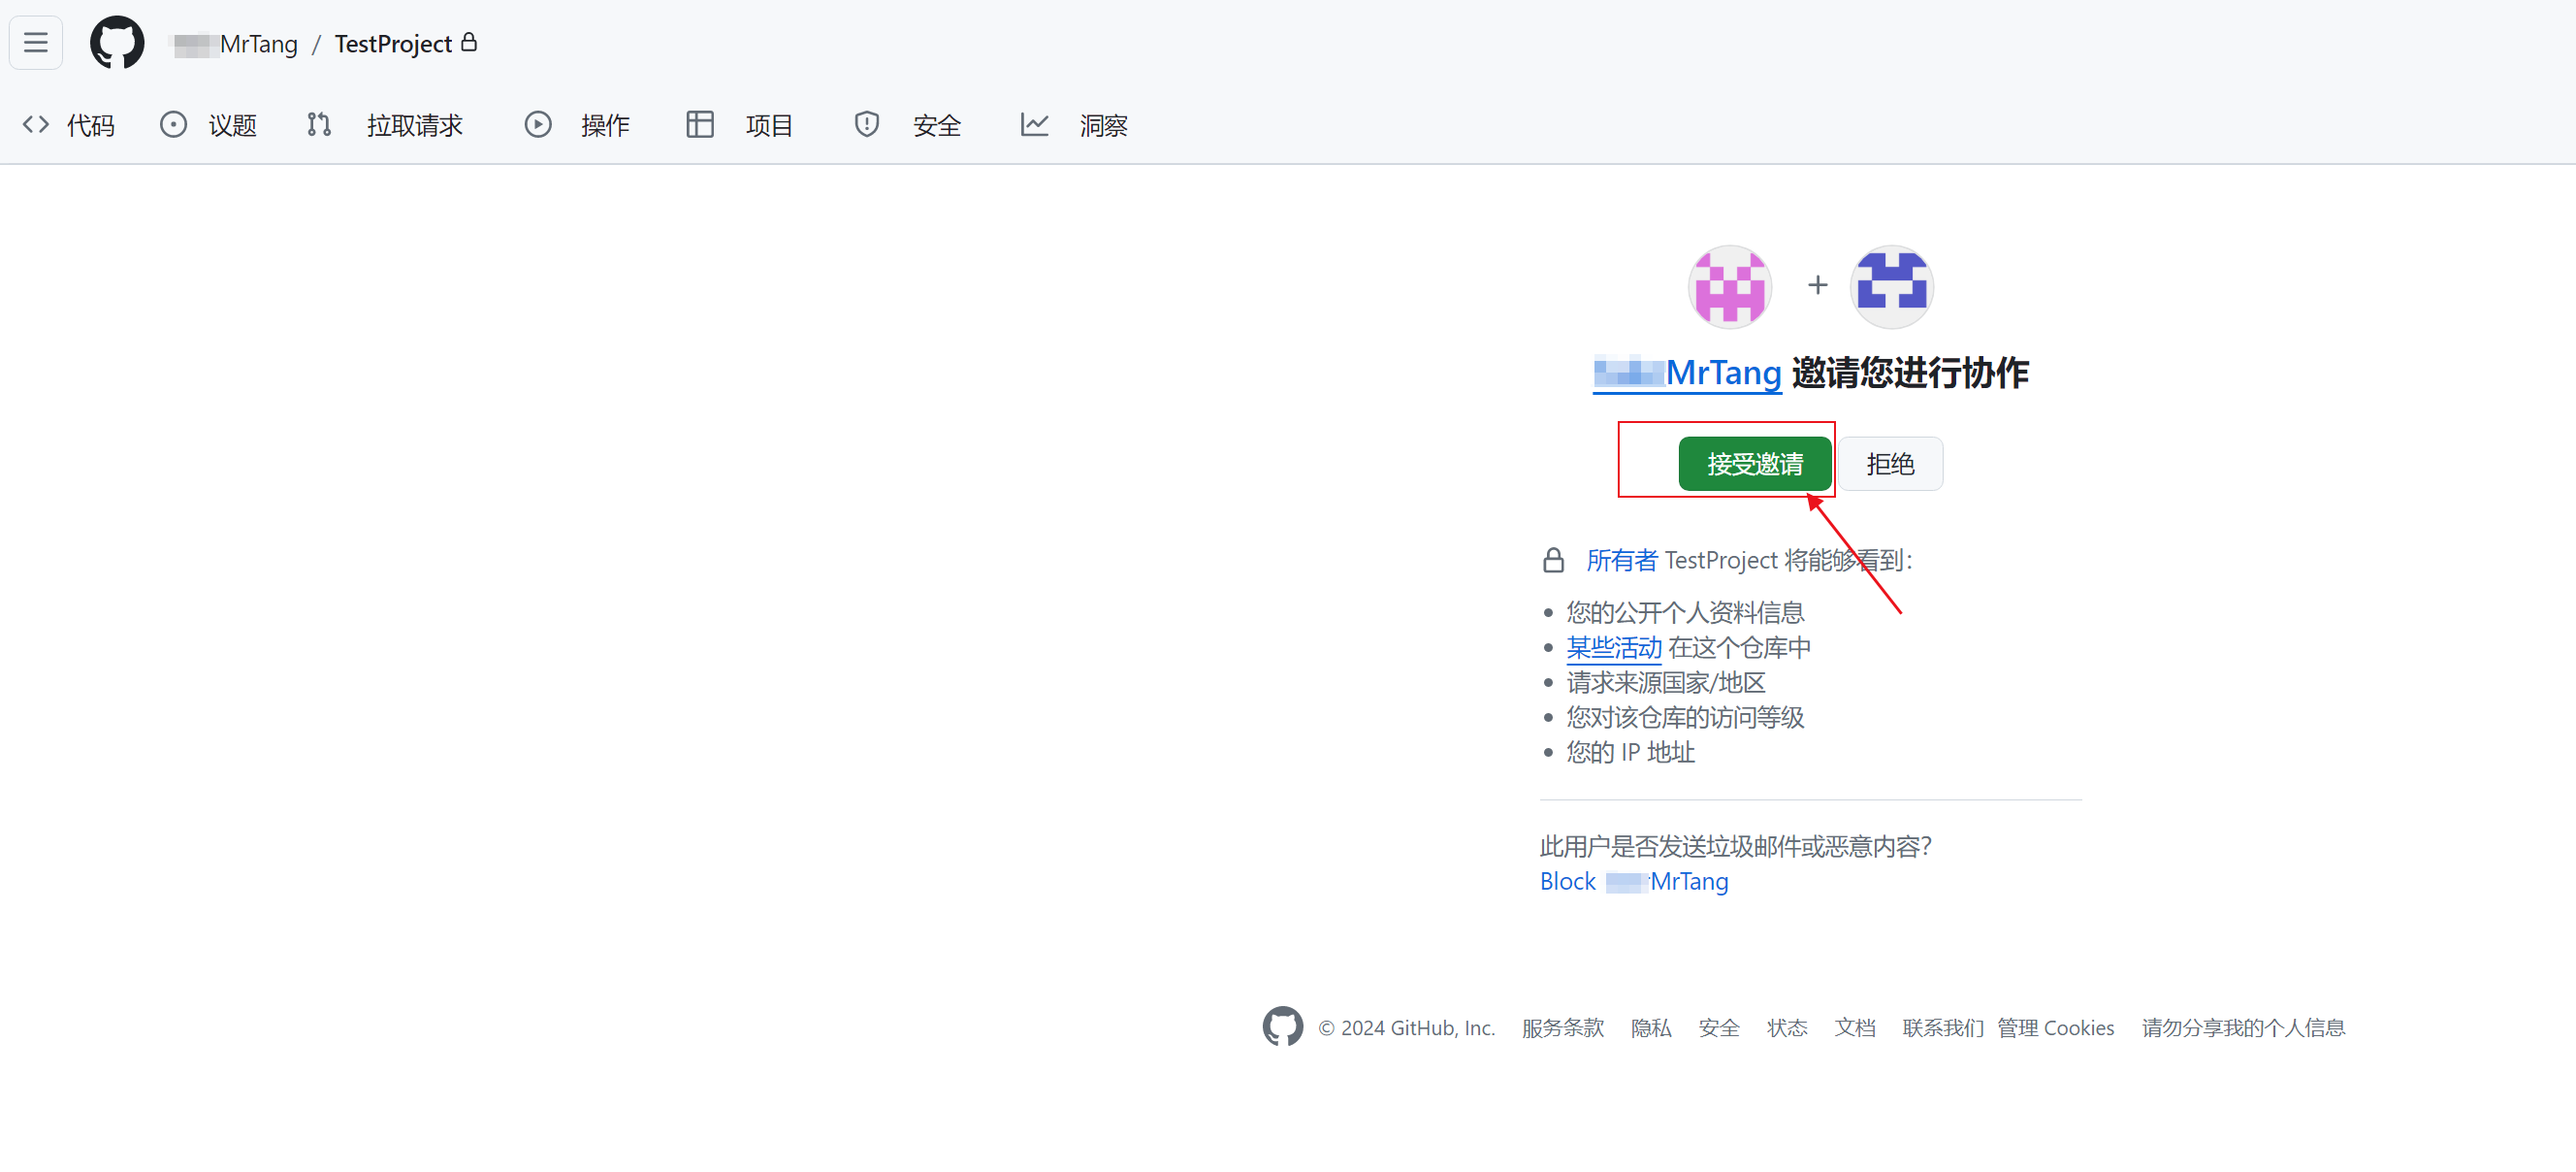 MrTang / TestProject
代码 议题 拉取请求 操作 项目 安全 洞察
MrTang 邀请您进行协作
接受邀请 拒绝
所有者 TestProject 将能够看到：
您的公开个人资料信息
某些活动 在这个仓库中
请求来源国家/地区
您对该仓库的访问等级
您的 IP 地址
此用户是否发送垃圾邮件或恶意内容？
Block MrTang
© 2024 GitHub, Inc. 服务条款 隐私 安全 状态 文档 联系我们 管理 Cookies 请勿分享我的个人信息